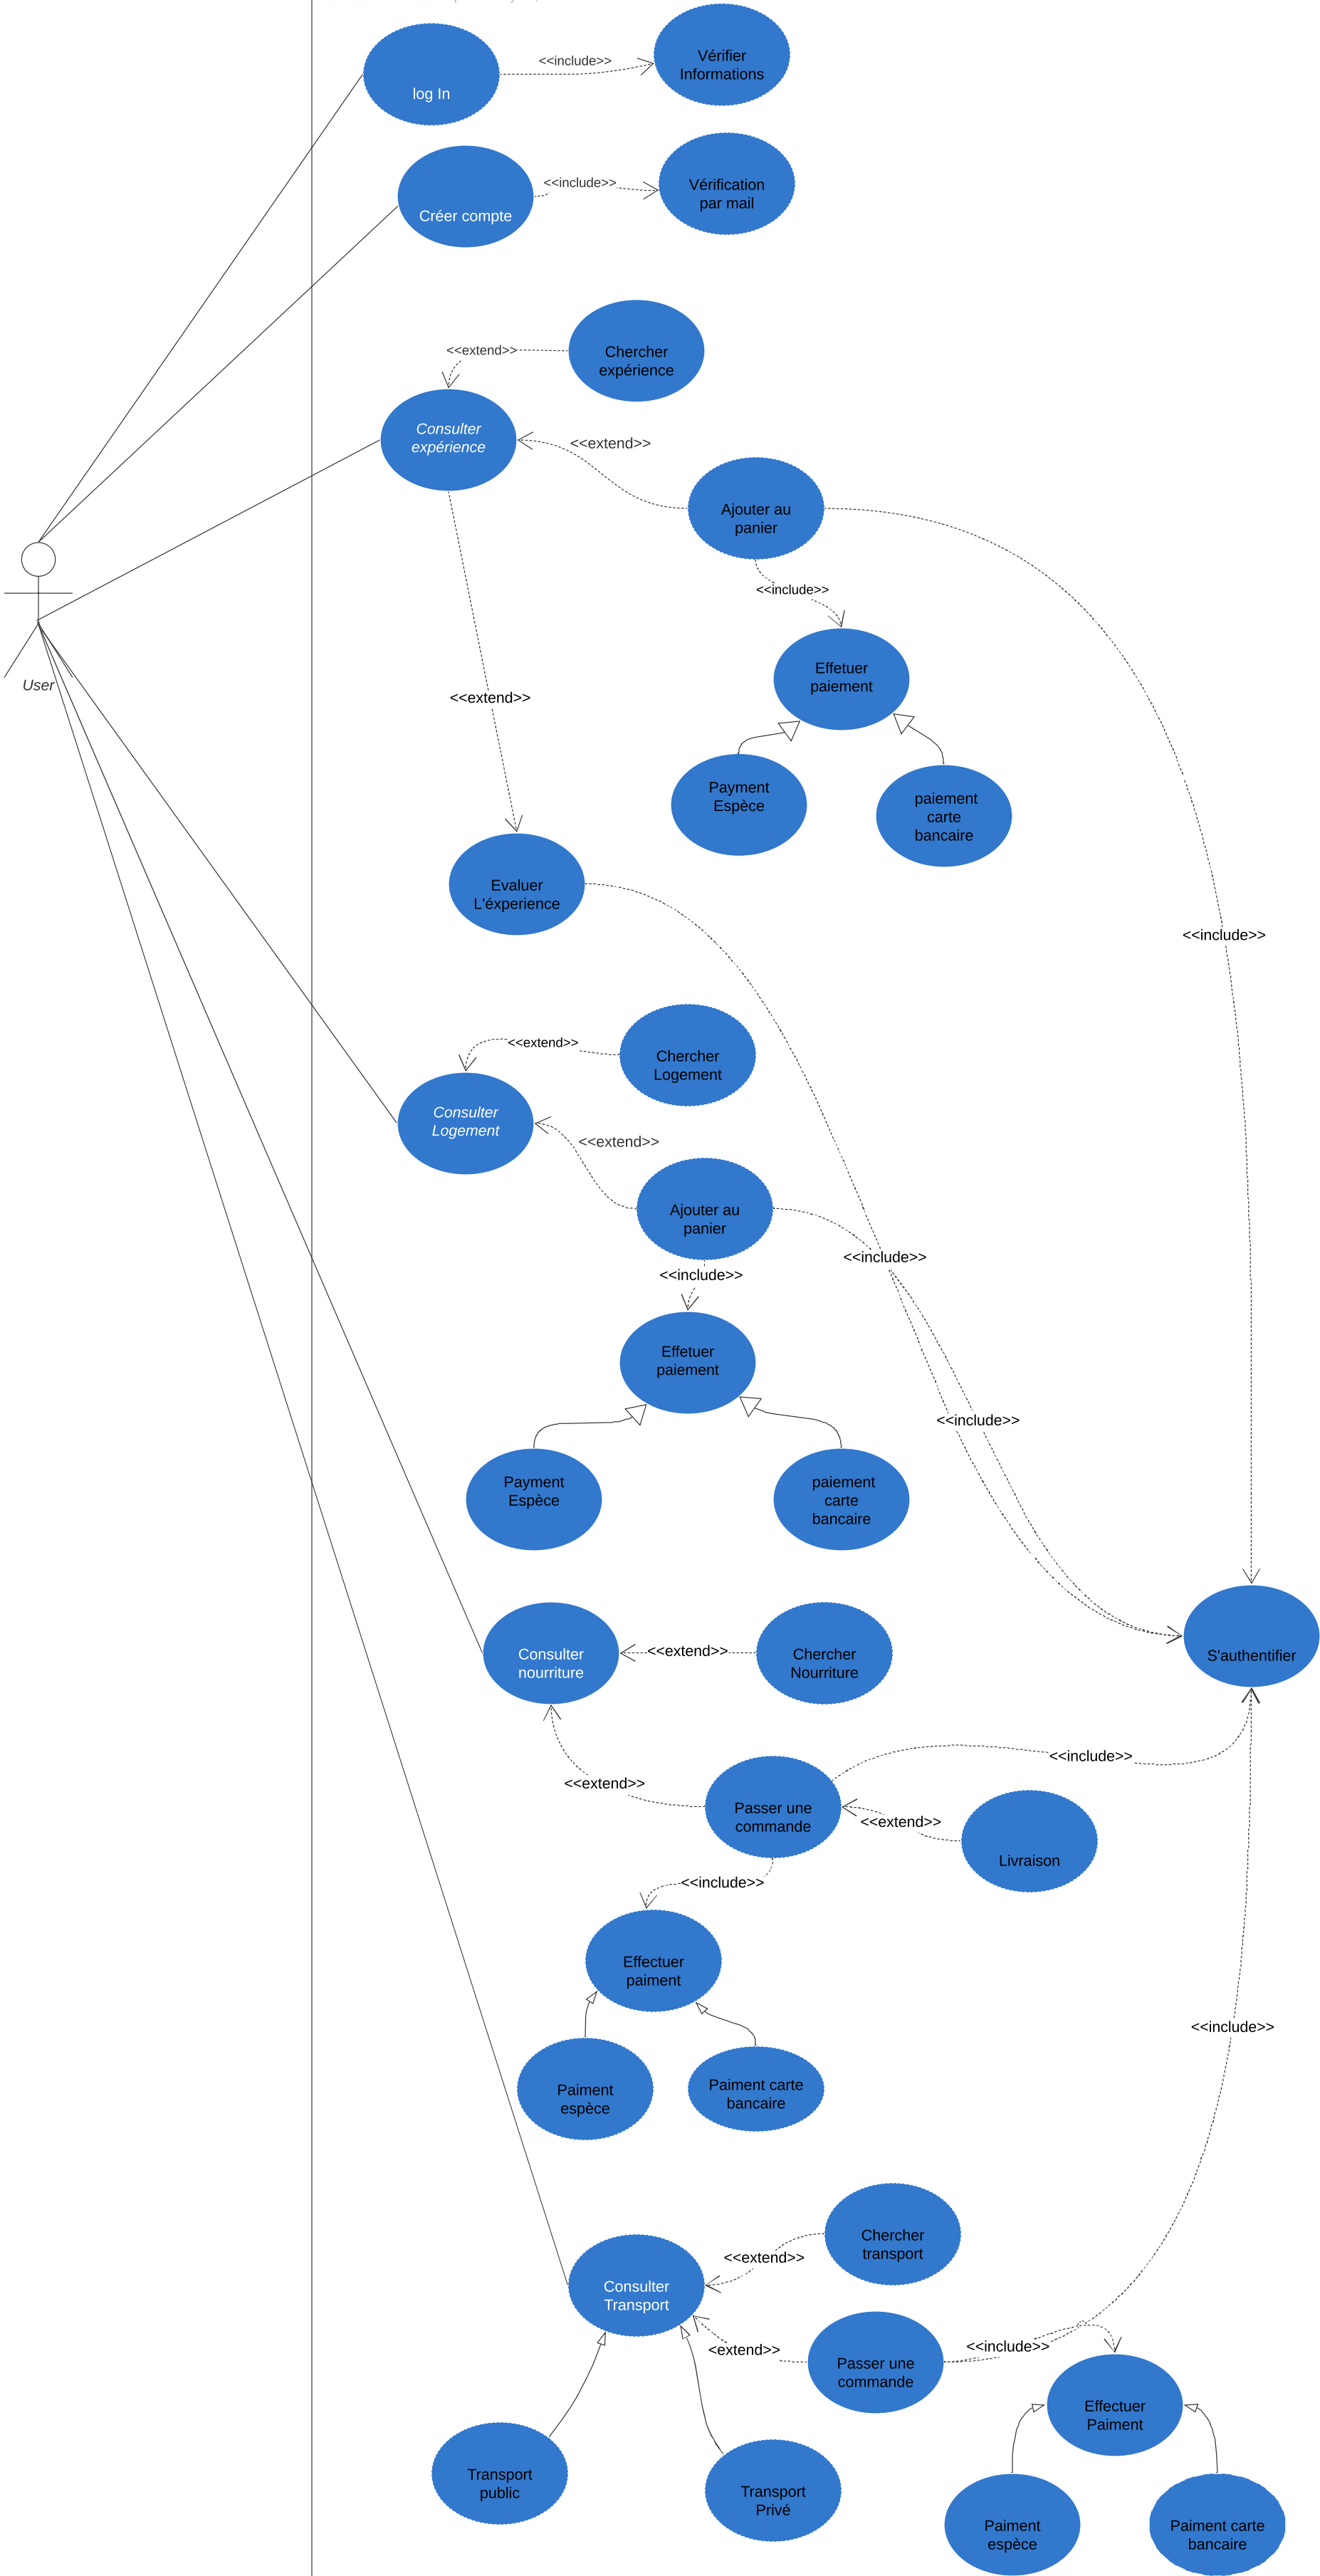 <<include>>
Vérifier
Informations
log In
<<include>>
Vérification
par mail
Créer compte
<<extend>>
Chercher
expérience
Consulter
expérience
<<extend>>
Ajouter au
panier
<<include>>
Effetuer
paiement
User
<<extend>>
Payment
Espèce
paiement
carte
bancaire
Evaluer
L'éxperience
<<include>>
<<extend>>
Chercher
Logement
Consulter
Logement
<<extend>>
Ajouter au
panier
<<include>>
<<include>>
Effetuer
paiement
<<include>>
Payment
Espèce
paiement
carte
bancaire
Consulter
nourriture
<<extend>>
Chercher
Nourriture
S'authentifier
<<include>>
<<extend>>
Passer une
commande
<<extend>>
Livraison
<<include>>
Effectuer
paiment
<<include>>
Paiment
espèce
Paiment carte
bancaire
Chercher
transport
<<extend>>
Consulter
Transport
<extend>>
Passer une
commande
<<include>>
Effectuer
Paiment
Transport
public
Transport
Privé
Paiment
espèce
Paiment carte
bancaire